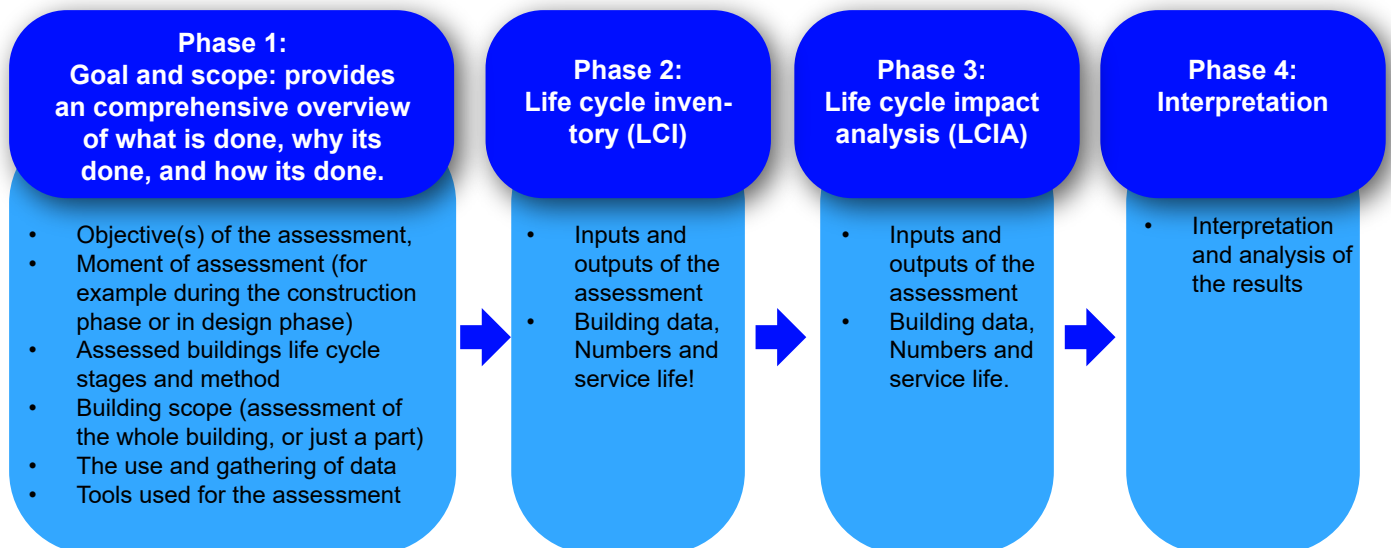 Phase 1:
Goal and scope: provides
an comprehensive overview
of what is done, why its
done, and how its done.
• Objective(s) of the assessment,
• Moment of assessment (for
example during the construction
phase or in design phase)
• Assessed buildings life cycle
stages and method
• Building scope (assessment of
the whole building, or just a part)
• The use and gathering of data
• Tools used for the assessment
Phase 2:
Life cycle inven-
tory (LCI)
• Inputs and
outputs of the
assessment
• Building data,
Numbers and
service life!
Phase 3:
Life cycle impact
analysis (LCIA)
• Inputs and
outputs of the
assessment
• Building data,
Numbers and
service life.
Phase 4:
Interpretation
• Interpretation
and analysis of
the results